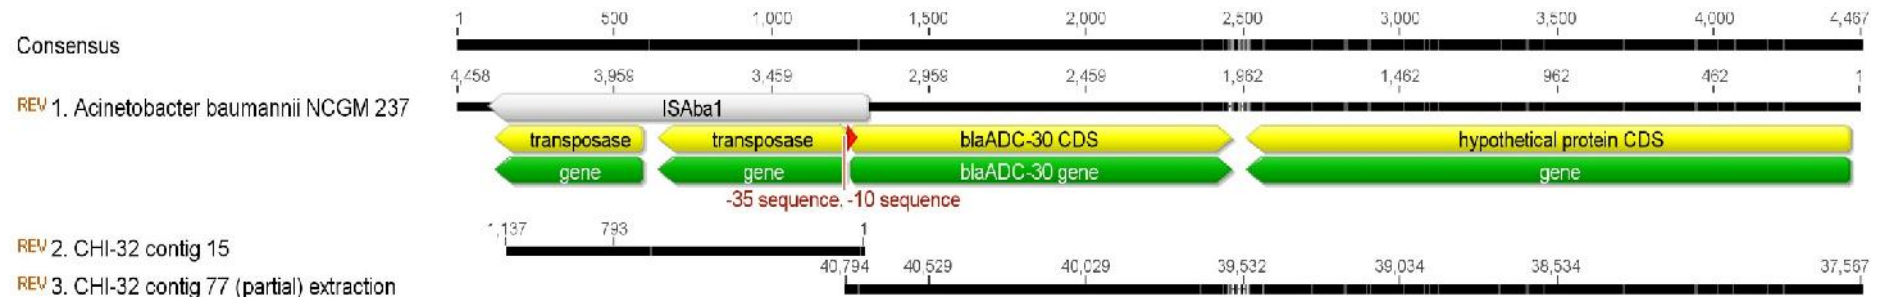 1 500 1,000 1,500 2,000 2,500 3,000 3,500 4,000 4,467
Consensus
4,458 3,959 3,459 2,959 2,459 1,962 1,462 962 462 1
REV 1. Acinetobacter baumannii NCGM 237 ISAba1
transposase transposase blaADC-30 CDS hypothetical protein CDS
gene gene blaADC-30 gene gene
-35 sequence. -10 sequence
1,137 793 1
REV 2. CHI-32 contig 15
40,794 40,529 40,029 39,532 39,034 38,534 37,567
REV 3. CHI-32 contig 77 (partial) extraction